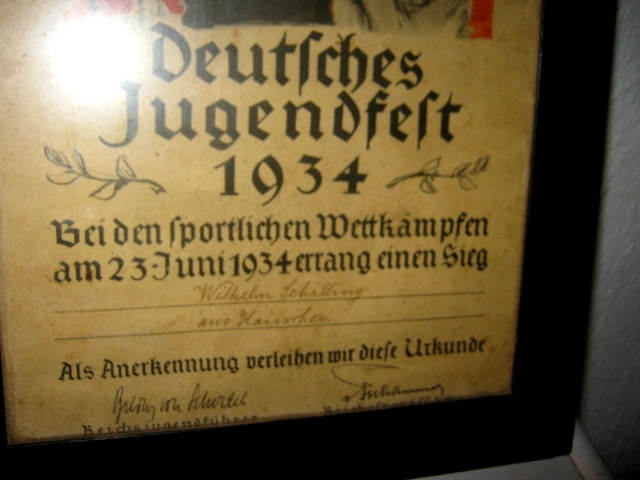 Deutsches
Jugendfest
1934
Bei den sportlichen Wettkämpfen
am 23 Juni 1934 errang einen Sieg
Wilhelm Schilling
aus
Als Anerkennung verleihen wir diese Urkunde
Reichsjugendführer